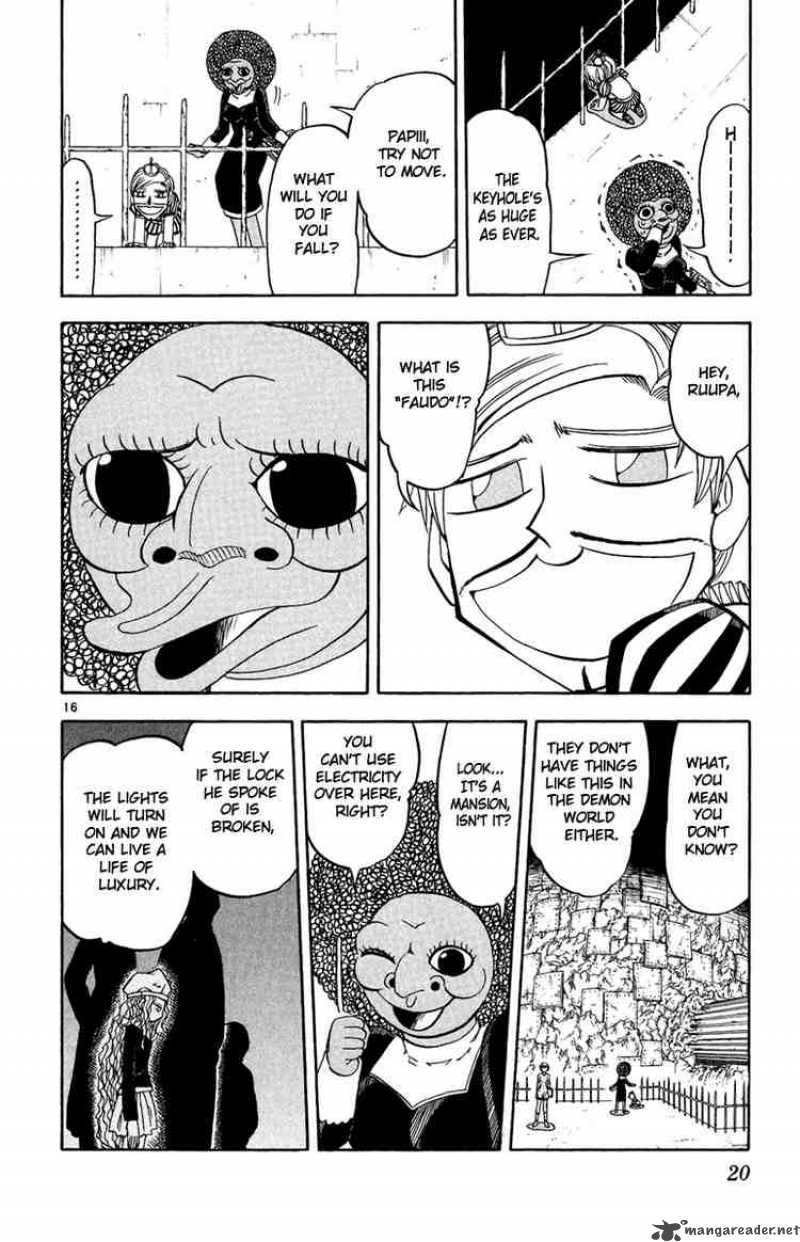 H
I
I
I
I
I
I
THE
KEYHOLE'S
AS HUGE
AS EVER.
PAPIII,
TRY NOT
TO MOVE.
WHAT
WILL YOU
DO IF
YOU
FALL?
..........
HEY,
RUUPA,
WHAT IS
THIS
"FAUDO"!?
16
WHAT,
YOU
MEAN
YOU
DON'T
KNOW?
THEY DON'T
HAVE THINGS
LIKE THIS IN
THE DEMON
WORLD
EITHER.
LOOK...
IT'S A
MANSION,
ISN'T IT?
YOU
CAN'T USE
ELECTRICITY
OVER HERE,
RIGHT?
SURELY
IF THE LOCK
HE SPOKE
OF IS
BROKEN,
THE LIGHTS
WILL TURN
ON AND WE
CAN LIVE A
LIFE OF
LUXURY.
20
mangareader.net